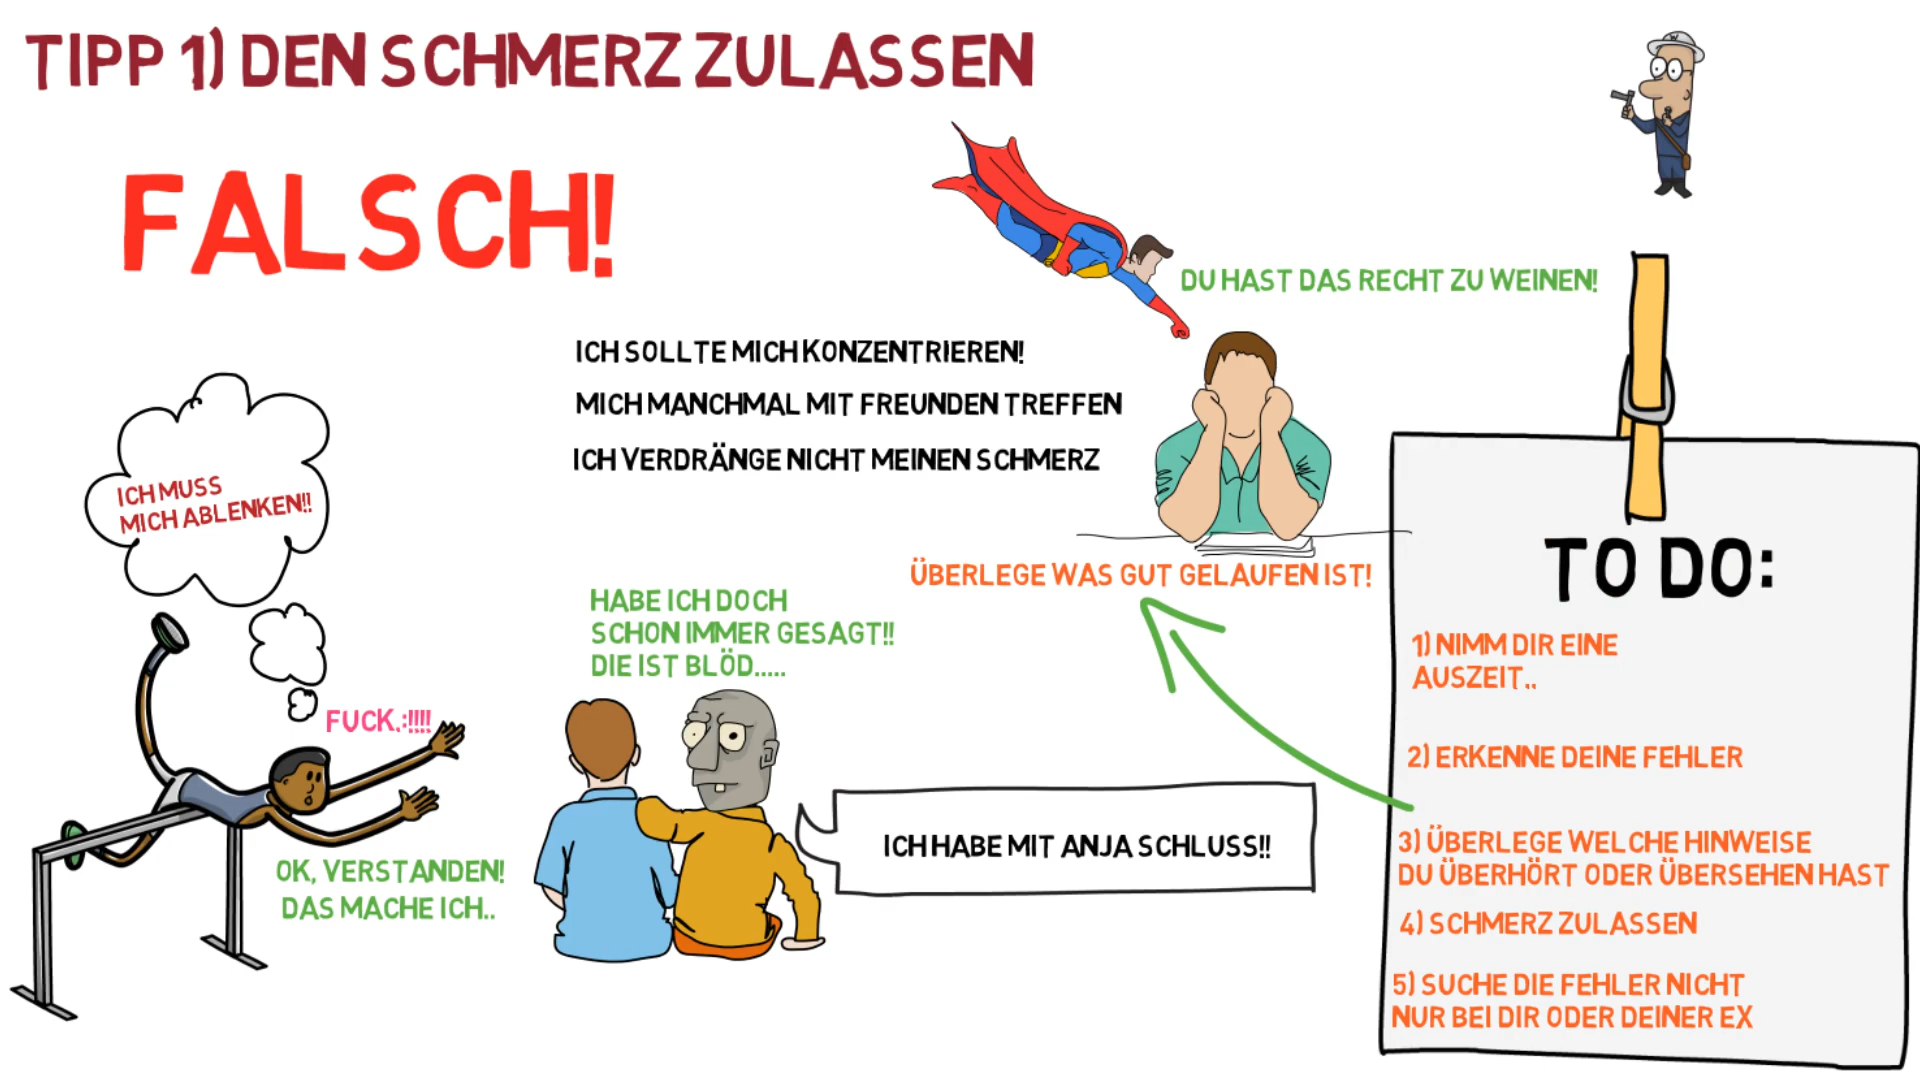 TIPP 1) DEN SCHMERZ ZULASSEN
FALSCH!
W
DU HAST DAS RECHT ZU WEINEN!
ICH SOLLTE MICH KONZENTRIEREN!
MICH MANCHMAL MIT FREUNDEN TREFFEN
ICH VERDRÄNGE NICHT MEINEN SCHMERZ
ICH MUSS
MICH ABLENKEN!!
ÜBERLEGE WAS GUT GELAUFEN IST!
HABE ICH DOCH
SCHON IMMER GESAGT!!
DIE IST BLÖD.....
FUCK.:!!!!
OK, VERSTANDEN!
DAS MACHE ICH..
ICH HABE MIT ANJA SCHLUSS!!
TO DO:
1) NIMM DIR EINE
AUSZEIT..
2) ERKENNE DEINE FEHLER
3) ÜBERLEGE WELCHE HINWEISE
DU ÜBERHÖRT ODER ÜBERSEHEN HAST
4) SCHMERZ ZULASSEN
5) SUCHE DIE FEHLER NICHT
NUR BEI DIR ODER DEINER EX